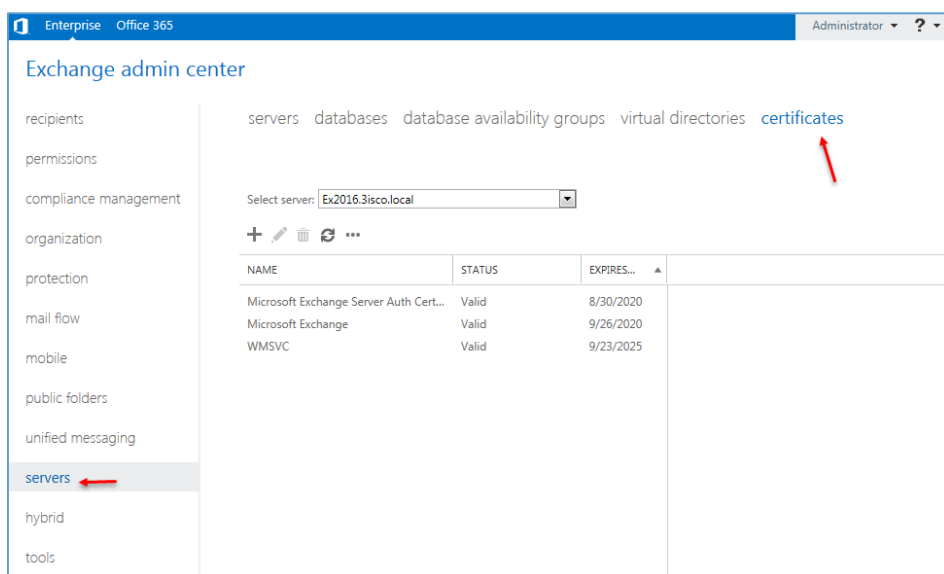 Enterprise Office 365 Administrator ?
Exchange admin center
servers databases database availability groups virtual directories certificates
recipients
permissions
compliance management
organization
protection
mail flow
mobile
public folders
unified messaging
servers
hybrid
tools
Select server: Ex2016.3isco.local
NAME STATUS EXPIRES...
Microsoft Exchange Server Auth Cert... Valid 8/30/2020
Microsoft Exchange Valid 9/26/2020
WMSVC Valid 9/23/2025